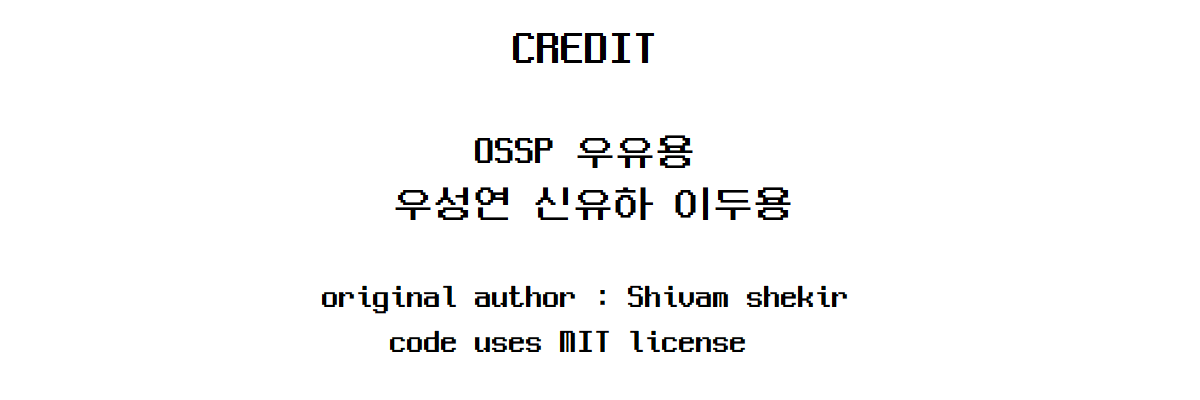 CREDIT
OSSP 우유용
우성연 신유하 이두용
original author : Shivam shekir
code uses MIT license